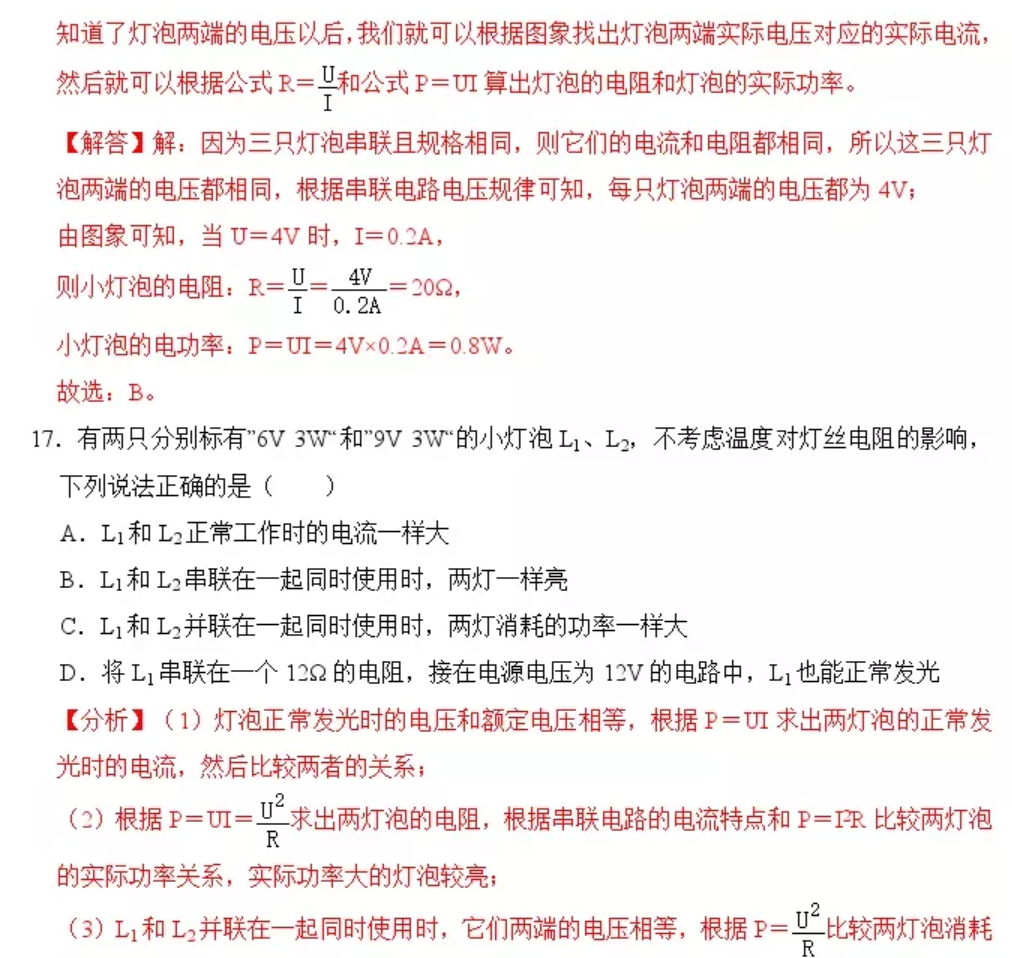 知道了灯泡两端的电压以后,我们就可以根据图象找出灯泡两端实际电压对应的实际电流,
然后就可以根据公式 R=U/I和公式 P=UI 算出灯泡的电阻和灯泡的实际功率。
【解答】解：因为三只灯泡串联且规格相同，则它们的电流和电阻都相同，所以这三只灯
泡两端的电压都相同，根据串联电路电压规律可知，每只灯泡两端的电压都为 4V；
由图象可知，当 U=4V 时，I=0.2A，
则小灯泡的电阻：R=U/I=4V/0.2A=20Ω，
小灯泡的电功率：P=UI=4V×0.2A=0.8W。
故选：B。
17．有两只分别标有”6V 3W“和”9V 3W“的小灯泡 L₁、L₂，不考虑温度对灯丝电阻的影响，
下列说法正确的是（　　）
A．L₁和 L₂正常工作时的电流一样大
B．L₁和 L₂串联在一起同时使用时，两灯一样亮
C．L₁和 L₂并联在一起同时使用时，两灯消耗的功率一样大
D．将 L₁串联在一个 12Ω 的电阻，接在电源电压为 12V 的电路中，L₁也能正常发光
【分析】（1）灯泡正常发光时的电压和额定电压相等，根据 P=UI 求出两灯泡的正常发
光时的电流，然后比较两者的关系；
（2）根据 P=UI=U²/R求出两灯泡的电阻，根据串联电路的电流特点和 P=I²R 比较两灯泡
的实际功率关系，实际功率大的灯泡较亮；
（3）L₁和 L₂并联在一起同时使用时，它们两端的电压相等，根据 P=U²/R比较两灯泡消耗